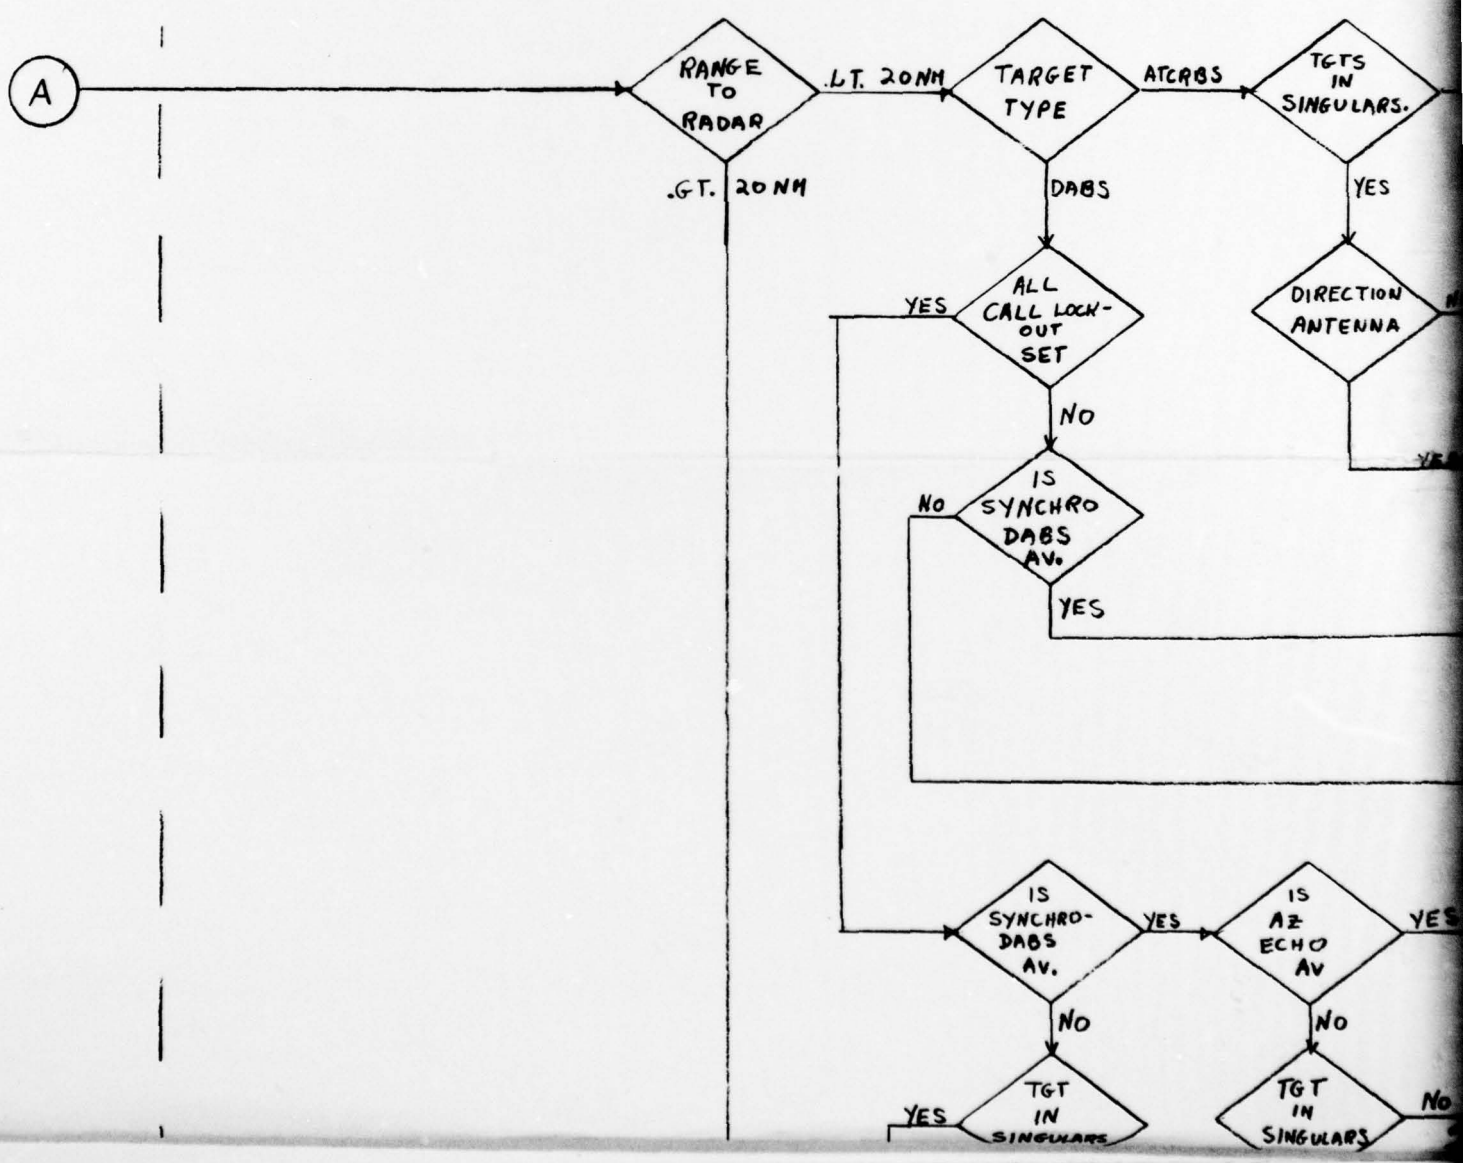 A
RANGE
TO
RADAR
.LT. 20NM
TARGET
TYPE
ATCRBS
TGTS
IN
SINGULARS.
.GT. 20NM
DABS
YES
ALL
CALL LOCK-
OUT
SET
YES
DIRECTION
ANTENNA
NO
IS
SYNCHRO
DABS
AV.
NO
YES
YES
IS
SYNCHRO-
DABS
AV.
YES
IS
AZ
ECHO
AV
YES
NO
NO
TGT
IN
SINGULARS
YES
TGT
IN
SINGULARS
NO